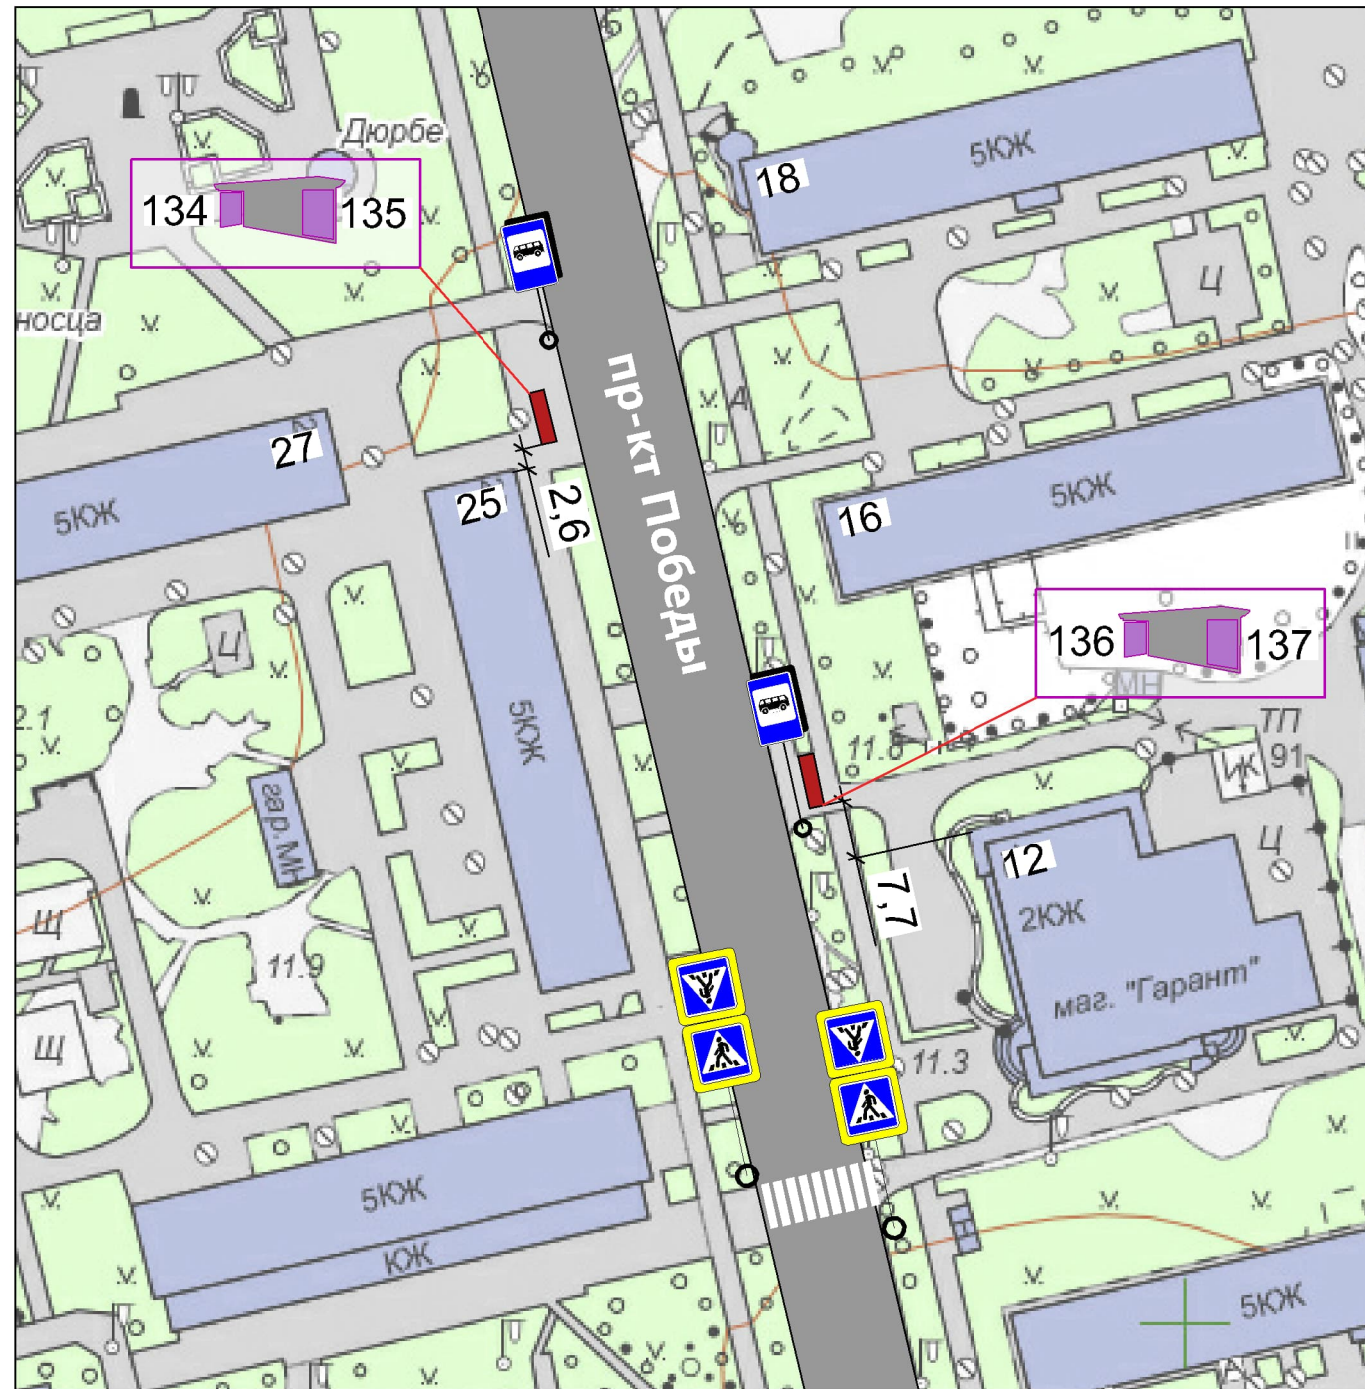 Дюрбе
134
135
18
5КЖ
Ц
носца
27
5КЖ
25
2,6
пр-кт Победы
16
5КЖ
А
136
137
МН
ТП
91
ИК
Ц
Ц
2.1
5КЖ
гар.МН
11.8
12
2КЖ
маг. "Гарант"
7,7
Щ
11.9
Щ
11.3
5КЖ
КЖ
Н
5КЖ